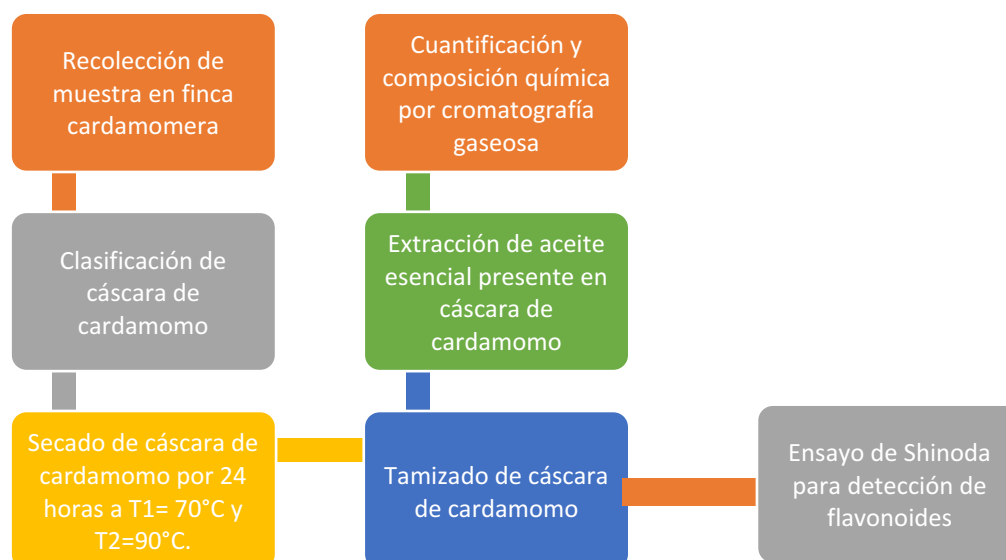 Recolección de
muestra en finca
cardamomera
Clasificación de
cáscara de
cardamomo
Secado de cáscara de
cardamomo por 24
horas a T1= 70°C y
T2=90°C.
Tamizado de cáscara
de cardamomo
Extracción de aceite
esencial presente en
cáscara de
cardamomo
Cuantificación y
composición química
por cromatografía
gaseosa
Ensayo de Shinoda
para detección de
flavonoides